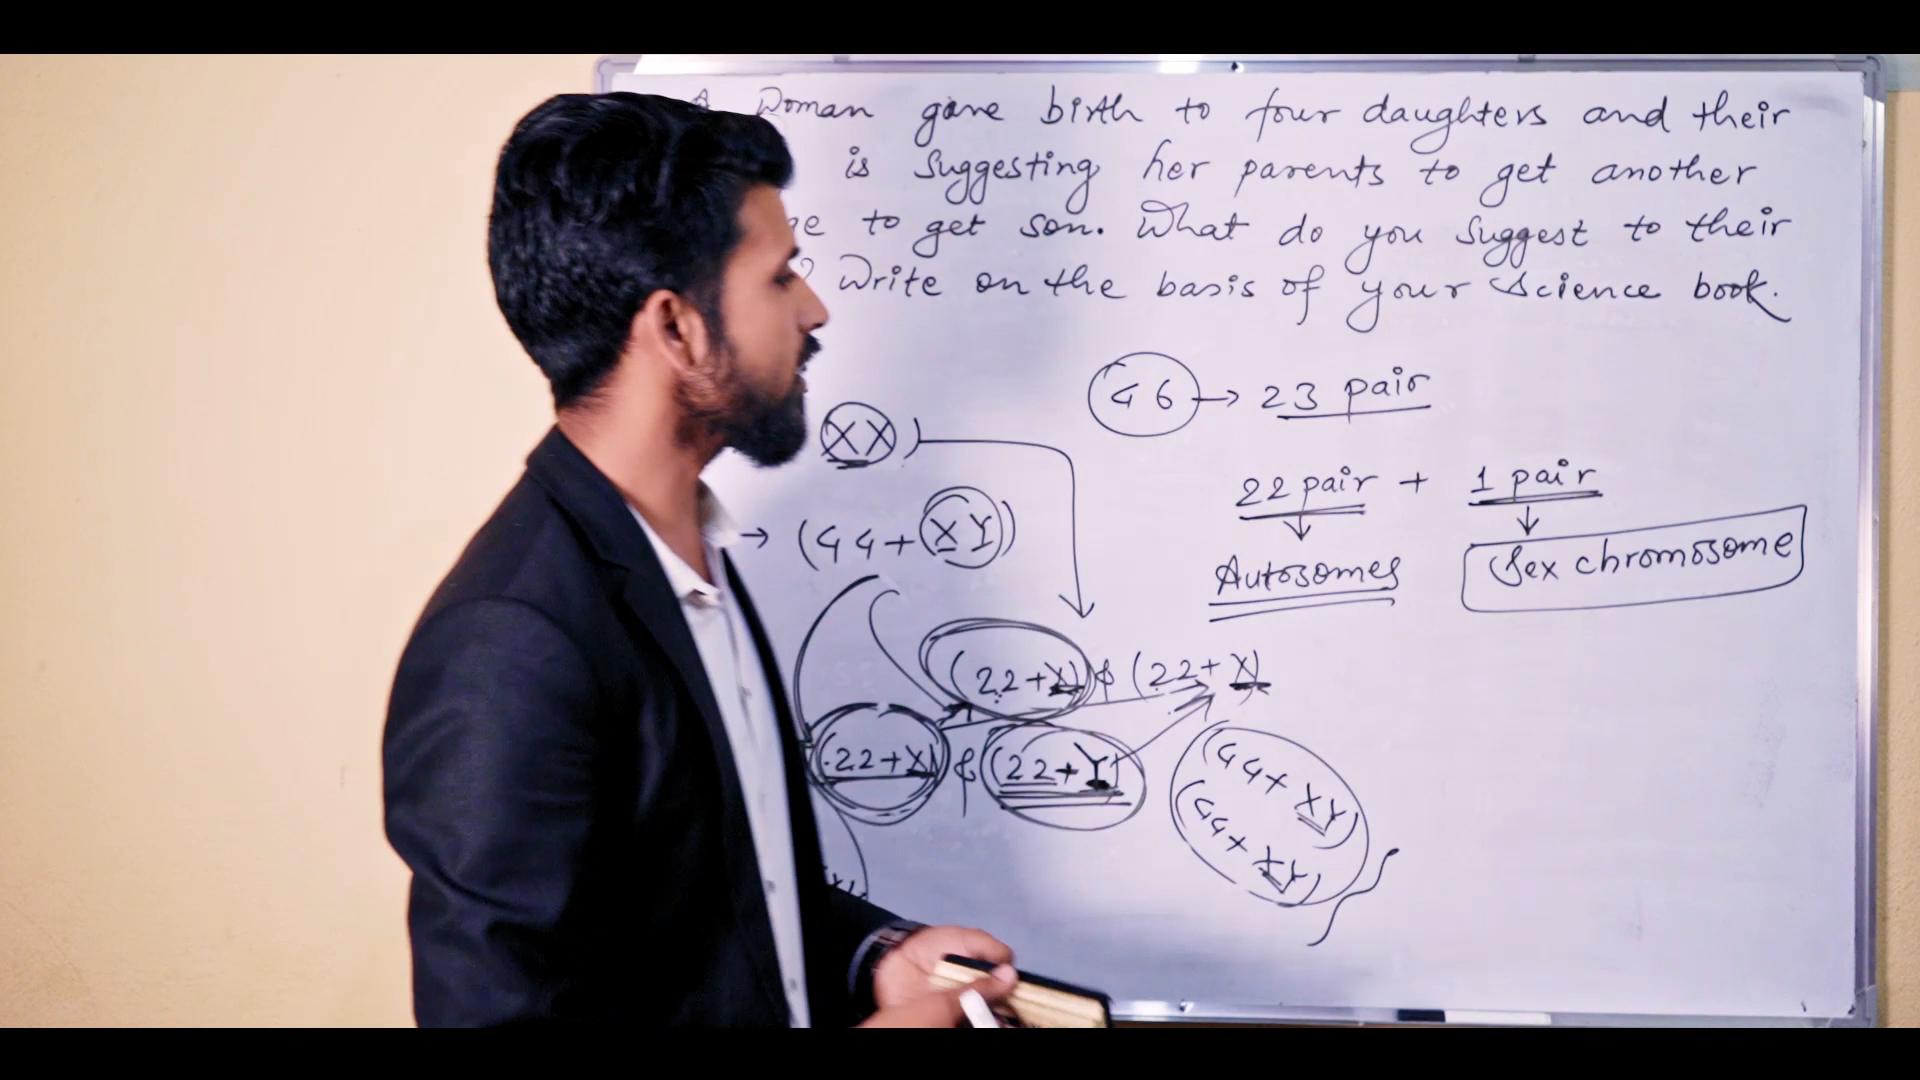 A Woman gave birth to four daughters and their
is suggesting her parents to get another
to get son. What do you suggest to their
? Write on the basis of your Science book.
46 → 23 pair
XX)
22 pair + 1 pair
→ (44+XY)
Autosomes Sex chromosome
(22+X) & (22+X)
(22+X) & (22+Y)
(44+XY)
(44+XY)